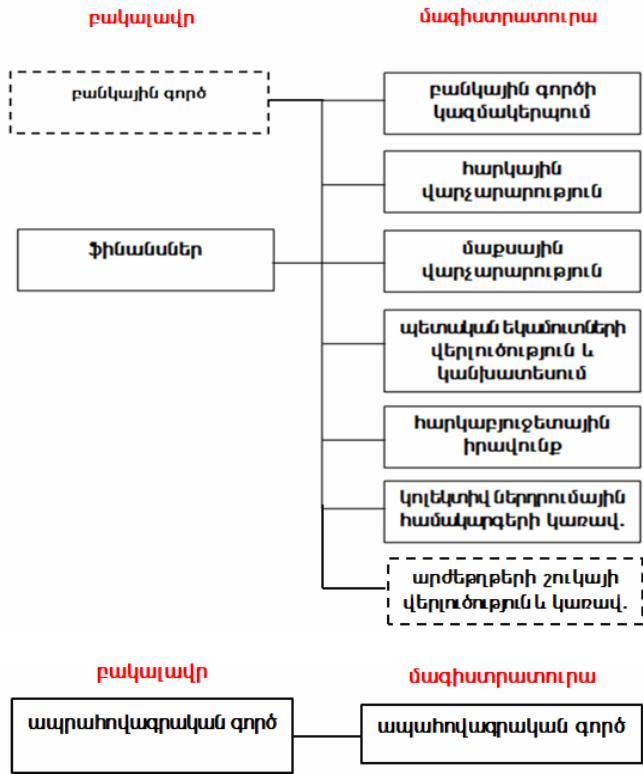 բակալավր
մագիստրատուրա
բանկային գործ
բանկային գործի
կազմակերպում
հարկային
վարչարարություն
ֆինանսներ
մաքսային
վարչարարություն
պետական եկամուտների
վերլուծություն և
կանխատեսում
հարկաբյուջետային
իրավունք
կոլեկտիվ ներդրումային
համակարգերի կառավ.
արժեթղթերի շուկայի
վերլուծություն և կառավ.
բակալավր
մագիստրատուրա
ապրահովագրական գործ
ապահովագրական գործ